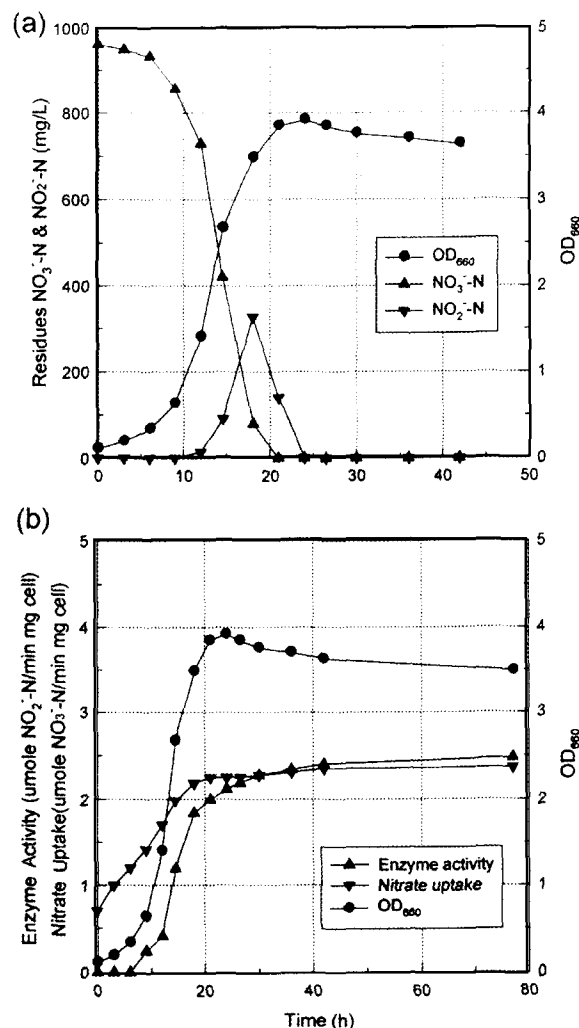 (a)
1000
800
600
400
200
0
Residues NO₃⁻-N & NO₂⁻-N (mg/L)
5
4
3
2
1
0
OD₆₆₀
OD₆₆₀
NO₃⁻-N
NO₂⁻-N
0 10 20 30 40 50
(b)
5
4
3
2
1
0
Enzyme Activity (umole NO₂⁻-N/min mg cell)
Nitrate Uptake(umole NO₃⁻-N/min mg cell)
5
4
3
2
1
0
OD₆₆₀
Enzyme activity
Nitrate uptake
OD₆₆₀
0 20 40 60 80
Time (h)